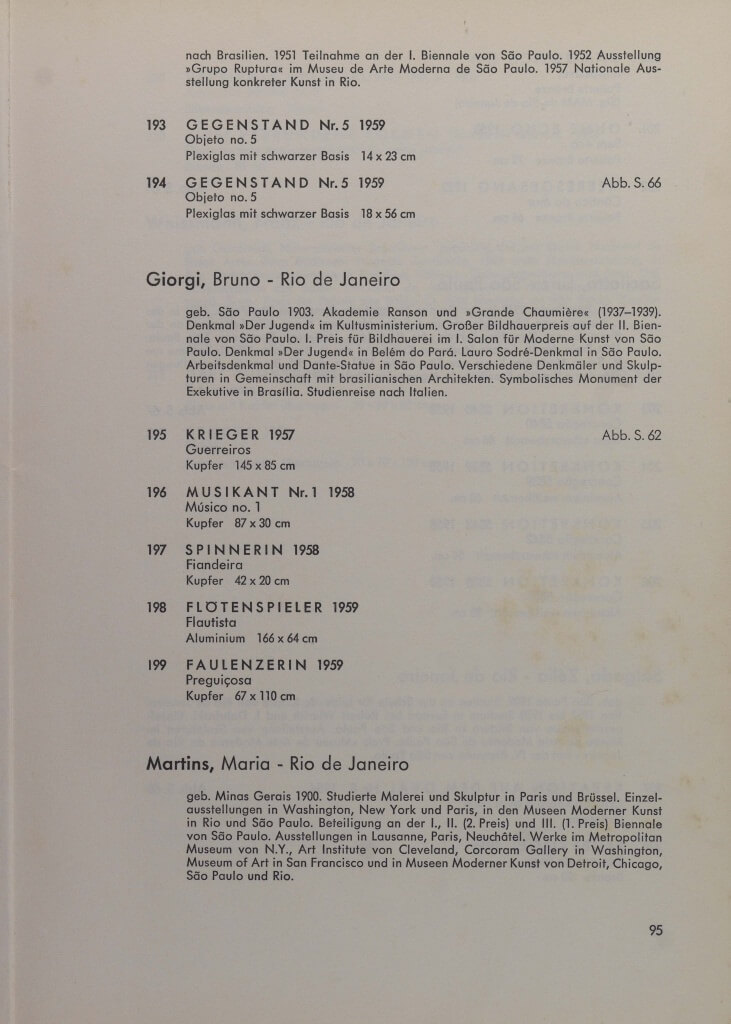 nach Brasilien. 1951 Teilnahme an der I. Biennale von São Paulo. 1952 Ausstellung
»Grupo Ruptura« im Museu de Arte Moderna de São Paulo. 1957 Nationale Aus-
stellung konkreter Kunst in Rio.
193 GEGENSTAND Nr. 5 1959
Objeto no. 5
Plexiglas mit schwarzer Basis 14 x 23 cm
194 GEGENSTAND Nr. 5 1959 Abb. S. 66
Objeto no. 5
Plexiglas mit schwarzer Basis 18 x 56 cm
Giorgi, Bruno - Rio de Janeiro
geb. São Paulo 1903. Akademie Ranson und »Grande Chaumière« (1937–1939).
Denkmal »Der Jugend« im Kultusministerium. Großer Bildhauerpreis auf der II. Bien-
nale von São Paulo. I. Preis für Bildhauerei im I. Salon für Moderne Kunst von São
Paulo. Denkmal »Der Jugend« in Belém do Pará. Lauro Sodré-Denkmal in São Paulo.
Arbeitsdenkmal und Dante-Statue in São Paulo. Verschiedene Denkmäler und Skulp-
turen in Gemeinschaft mit brasilianischen Architekten. Symbolisches Monument der
Exekutive in Brasília. Studienreise nach Italien.
195 KRIEGER 1957 Abb. S. 62
Guerreiros
Kupfer 145 x 85 cm
196 MUSIKANT Nr. 1 1958
Músico no. 1
Kupfer 87 x 30 cm
197 SPINNERIN 1958
Fiandeira
Kupfer 42 x 20 cm
198 FLÖTENSPIELER 1959
Flautista
Aluminium 166 x 64 cm
199 FAULENZERIN 1959
Preguiçosa
Kupfer 67 x 110 cm
Martins, Maria - Rio de Janeiro
geb. Minas Gerais 1900. Studierte Malerei und Skulptur in Paris und Brüssel. Einzel-
ausstellungen in Washington, New York und Paris, in den Museen Moderner Kunst
in Rio und São Paulo. Beteiligung an der I., II. (2. Preis) und III. (1. Preis) Biennale
von São Paulo. Ausstellungen in Lausanne, Paris, Neuchâtel. Werke im Metropolitan
Museum von N.Y., Art Institute von Cleveland, Corcoram Gallery in Washington,
Museum of Art in San Francisco und in Museen Moderner Kunst von Detroit, Chicago,
São Paulo und Rio.
95